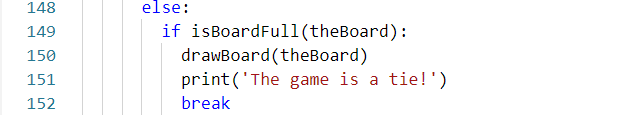 148 else:
149 if isBoardFull(theBoard):
150 drawBoard(theBoard)
151 print('The game is a tie!')
152 break